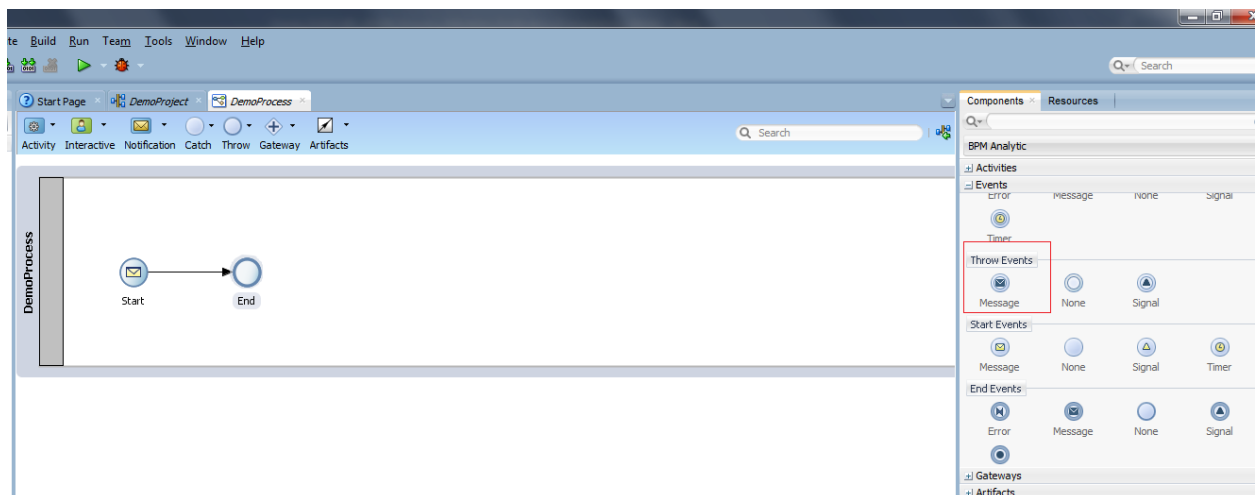 te Build Run Team Tools Window Help
Search
Start Page DemoProject DemoProcess
Activity Interactive Notification Catch Throw Gateway Artifacts
Search
DemoProcess
Start
End
Components Resources
BPM Analytic
Activities
Events
Error Message None Signal
Timer
Throw Events
Message None Signal
Start Events
Message None Signal Timer
End Events
Error Message None Signal
Gateways
Artifacts